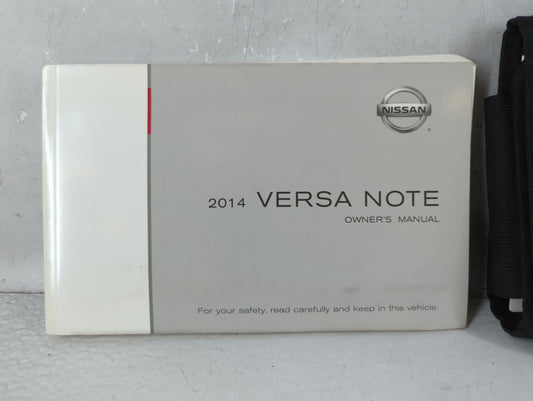 NISSAN
2014 VERSA NOTE
OWNER'S MANUAL
For your safety, read carefully and keep in this vehicle.